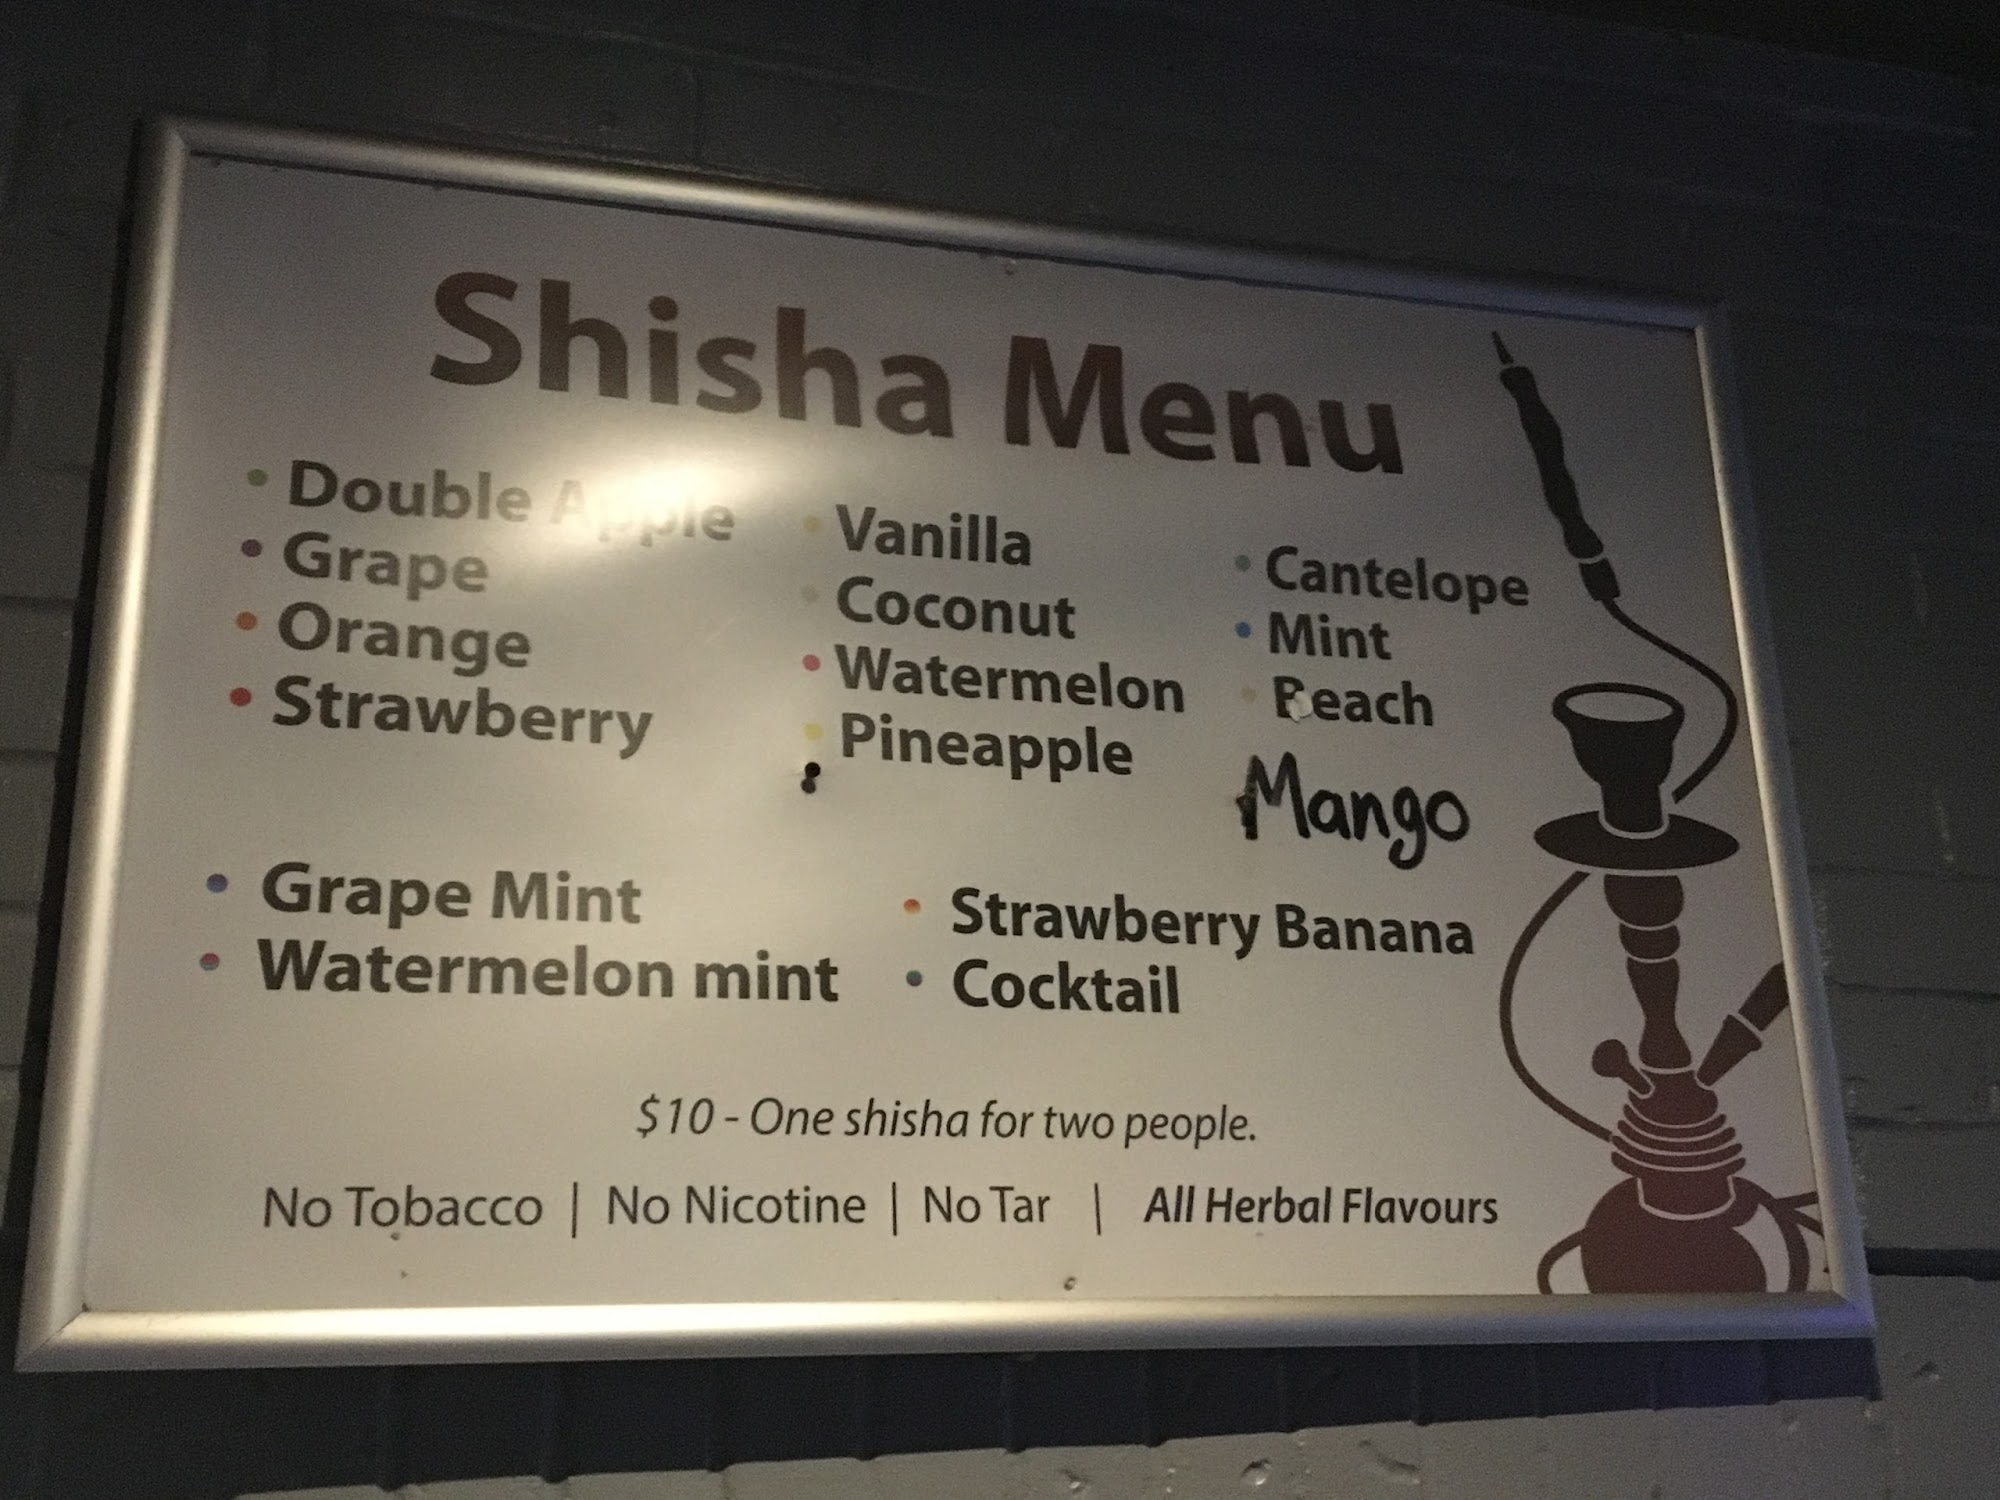 Shisha Menu
• Double Apple
• Grape
• Orange
• Strawberry
• Vanilla
• Coconut
• Watermelon
• Pineapple
• Cantelope
• Mint
• Peach
Mango
• Grape Mint
• Watermelon mint
• Strawberry Banana
• Cocktail
$10 - One shisha for two people.
No Tobacco | No Nicotine | No Tar | All Herbal Flavours